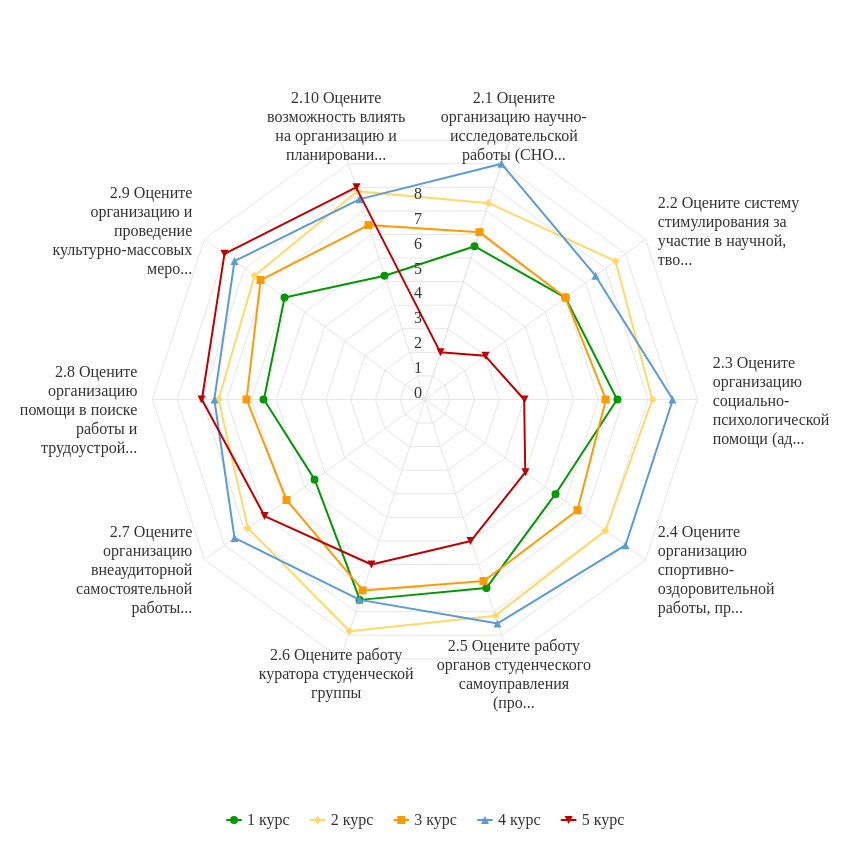 2.10 Оцените
возможность влиять
на организацию и
планировани...
2.1 Оцените
организацию научно-
исследовательской
работы (СНО...
2.9 Оцените
организацию и
проведение
культурно-массовых
меро...
2.2 Оцените систему
стимулирования за
участие в научной,
тво...
8
7
6
5
4
3
2
1
0
2.8 Оцените
организацию
помощи в поиске
работы и
трудоустрой...
2.3 Оцените
организацию
социально-
психологической
помощи (ад...
2.7 Оцените
организацию
внеаудиторной
самостоятельной
работы...
2.4 Оцените
организацию
спортивно-
оздоровительной
работы, пр...
2.6 Оцените работу
куратора студенческой
группы
2.5 Оцените работу
органов студенческого
самоуправления
(про...
1 курс 2 курс 3 курс 4 курс 5 курс